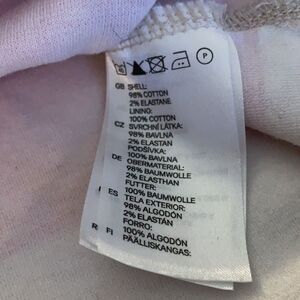 P
GB SHELL:
98% COTTON
2% ELASTANE
LINING:
100% COTTON
CZ SVRCHNÍ LÁTKA:
98% BAVLNA
2% ELASTAN
PODŠÍVKA:
100% BAVLNA
DE OBERMATERIAL:
98% BAUMWOLLE
2% ELASTHAN
FUTTER:
100% BAUMWOLLE
ES TELA EXTERIOR:
98% ALGODÓN
2% ELASTÁN
FORRO:
100% ALGODÓN
FI PÄÄLLISKANGAS: